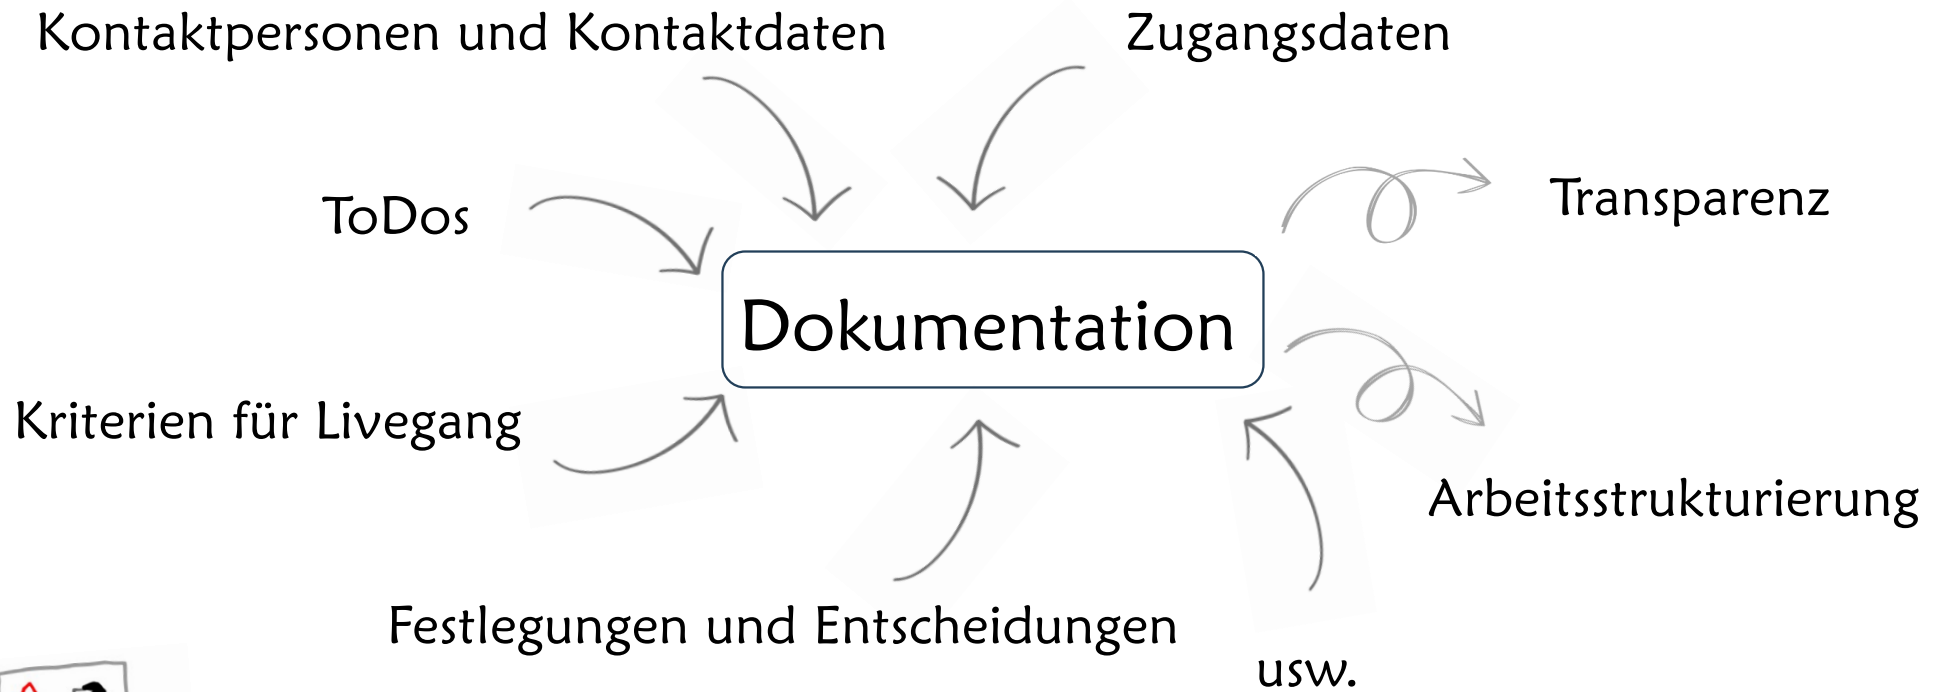 Kontaktpersonen und Kontaktdaten
Zugangsdaten
ToDos
Transparenz
Dokumentation
Kriterien für Livegang
Arbeitsstrukturierung
Festlegungen und Entscheidungen
usw.